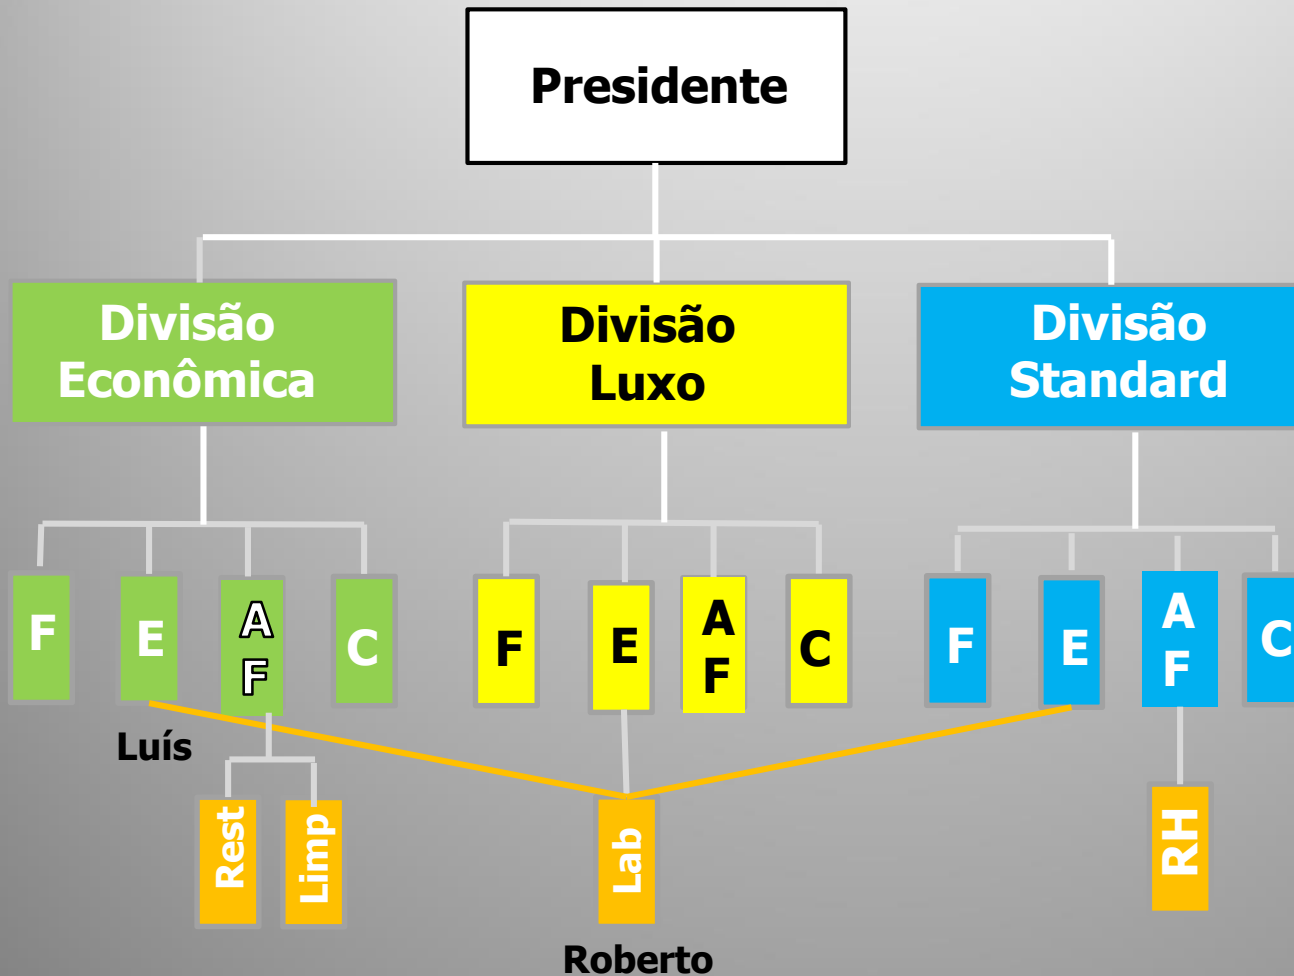 Presidente
Divisão
Econômica
Divisão
Luxo
Divisão
Standard
F
E
A
F
C
F
E
A
F
C
F
E
A
F
C
Luís
Rest
Limp
Lab
RH
Roberto